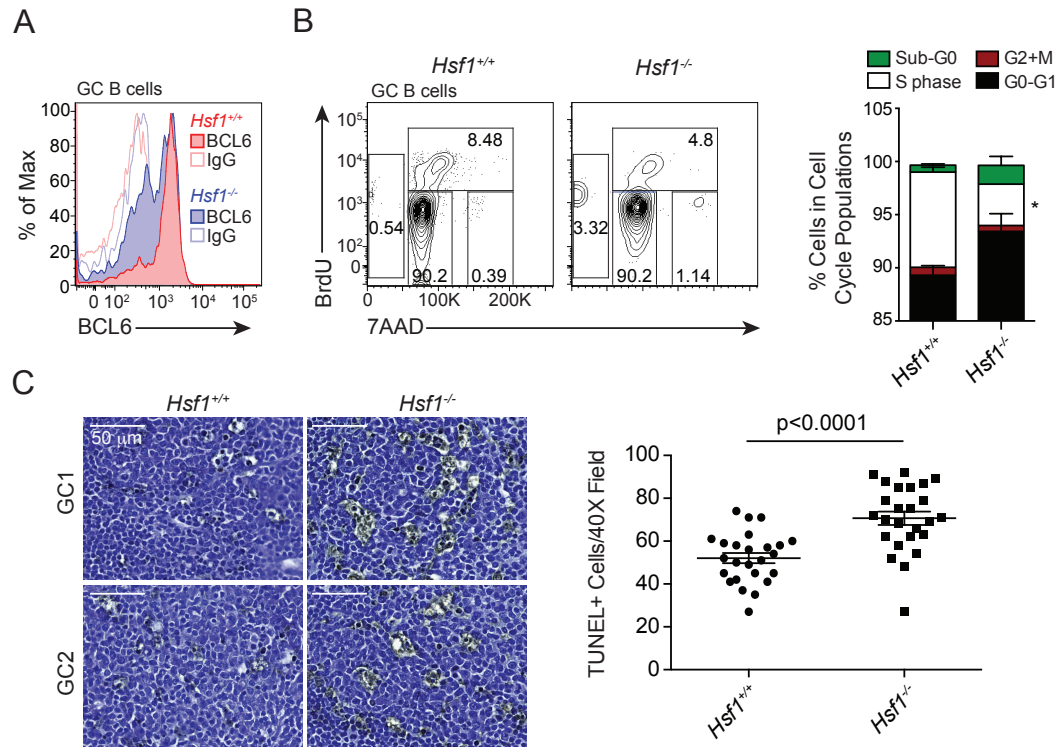 A
GC B cells
% of Max
100
80
60
40
20
0
Hsf1+/+
BCL6
IgG
Hsf1-/-
BCL6
IgG
0 10² 10³ 10⁴ 10⁵
BCL6
B
Hsf1+/+ Hsf1-/-
GC B cells
BrdU
10⁵
10⁴
10³
10²
0
8.48
0.54
90.2 0.39
4.8
3.32
90.2 1.14
0 100K 200K
7AAD
Sub-G0 G2+M
S phase G0-G1
% Cells in Cell
Cycle Populations
105
100
95
90
85
*
Hsf1+/+ Hsf1-/-
C
Hsf1+/+ Hsf1-/-
50 μm
GC1
GC2
p<0.0001
TUNEL+ Cells/40X Field
100
80
60
40
20
0
Hsf1+/+ Hsf1-/-